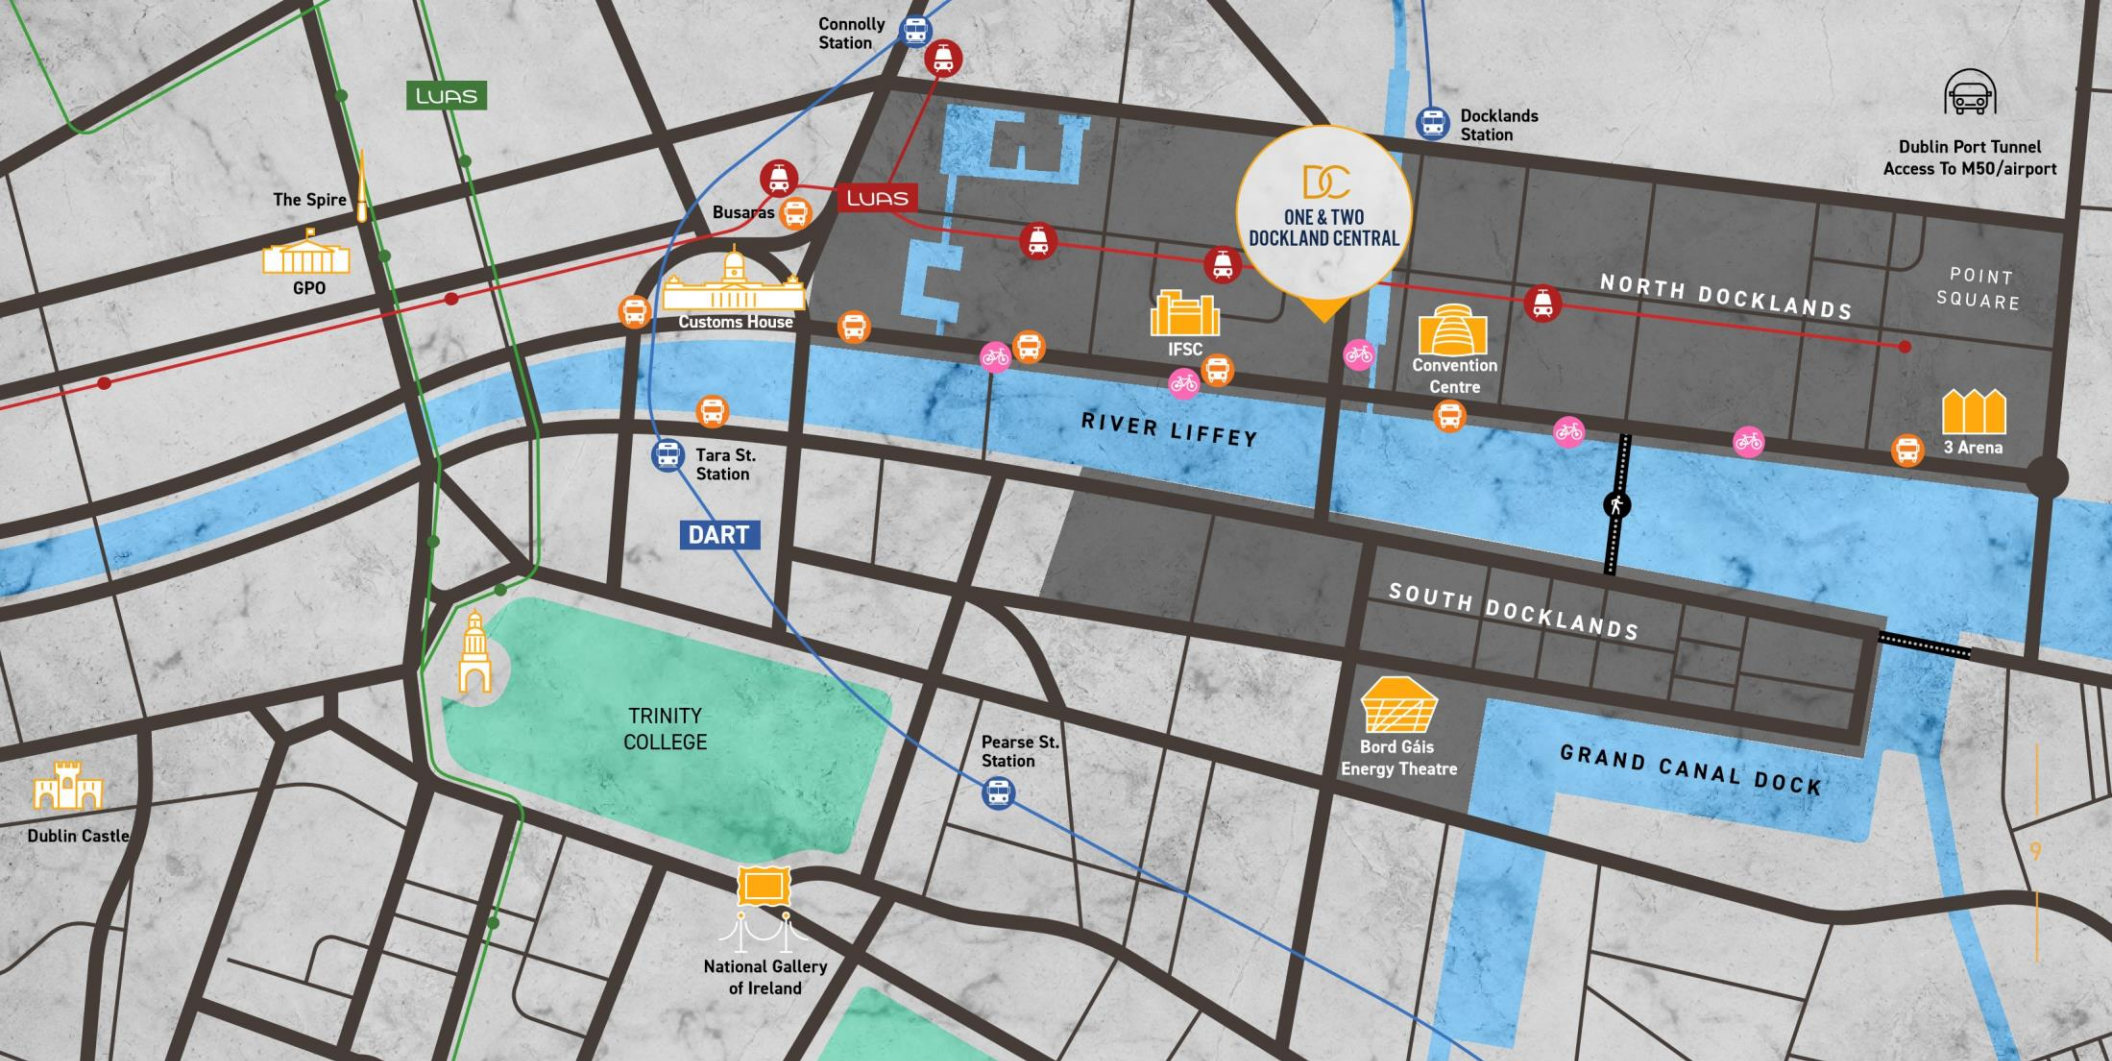 Connolly
Station
LUAS
Docklands
Station
Dublin Port Tunnel
Access To M50/airport
The Spire
Busaras
LUAS
DC
ONE & TWO
DOCKLAND CENTRAL
GPO
NORTH DOCKLANDS
POINT
SQUARE
Customs House
IFSC
Convention
Centre
RIVER LIFFEY
3 Arena
Tara St.
Station
DART
SOUTH DOCKLANDS
TRINITY
COLLEGE
Pearse St.
Station
Bord Gáis
Energy Theatre
GRAND CANAL DOCK
Dublin Castle
9
National Gallery
of Ireland